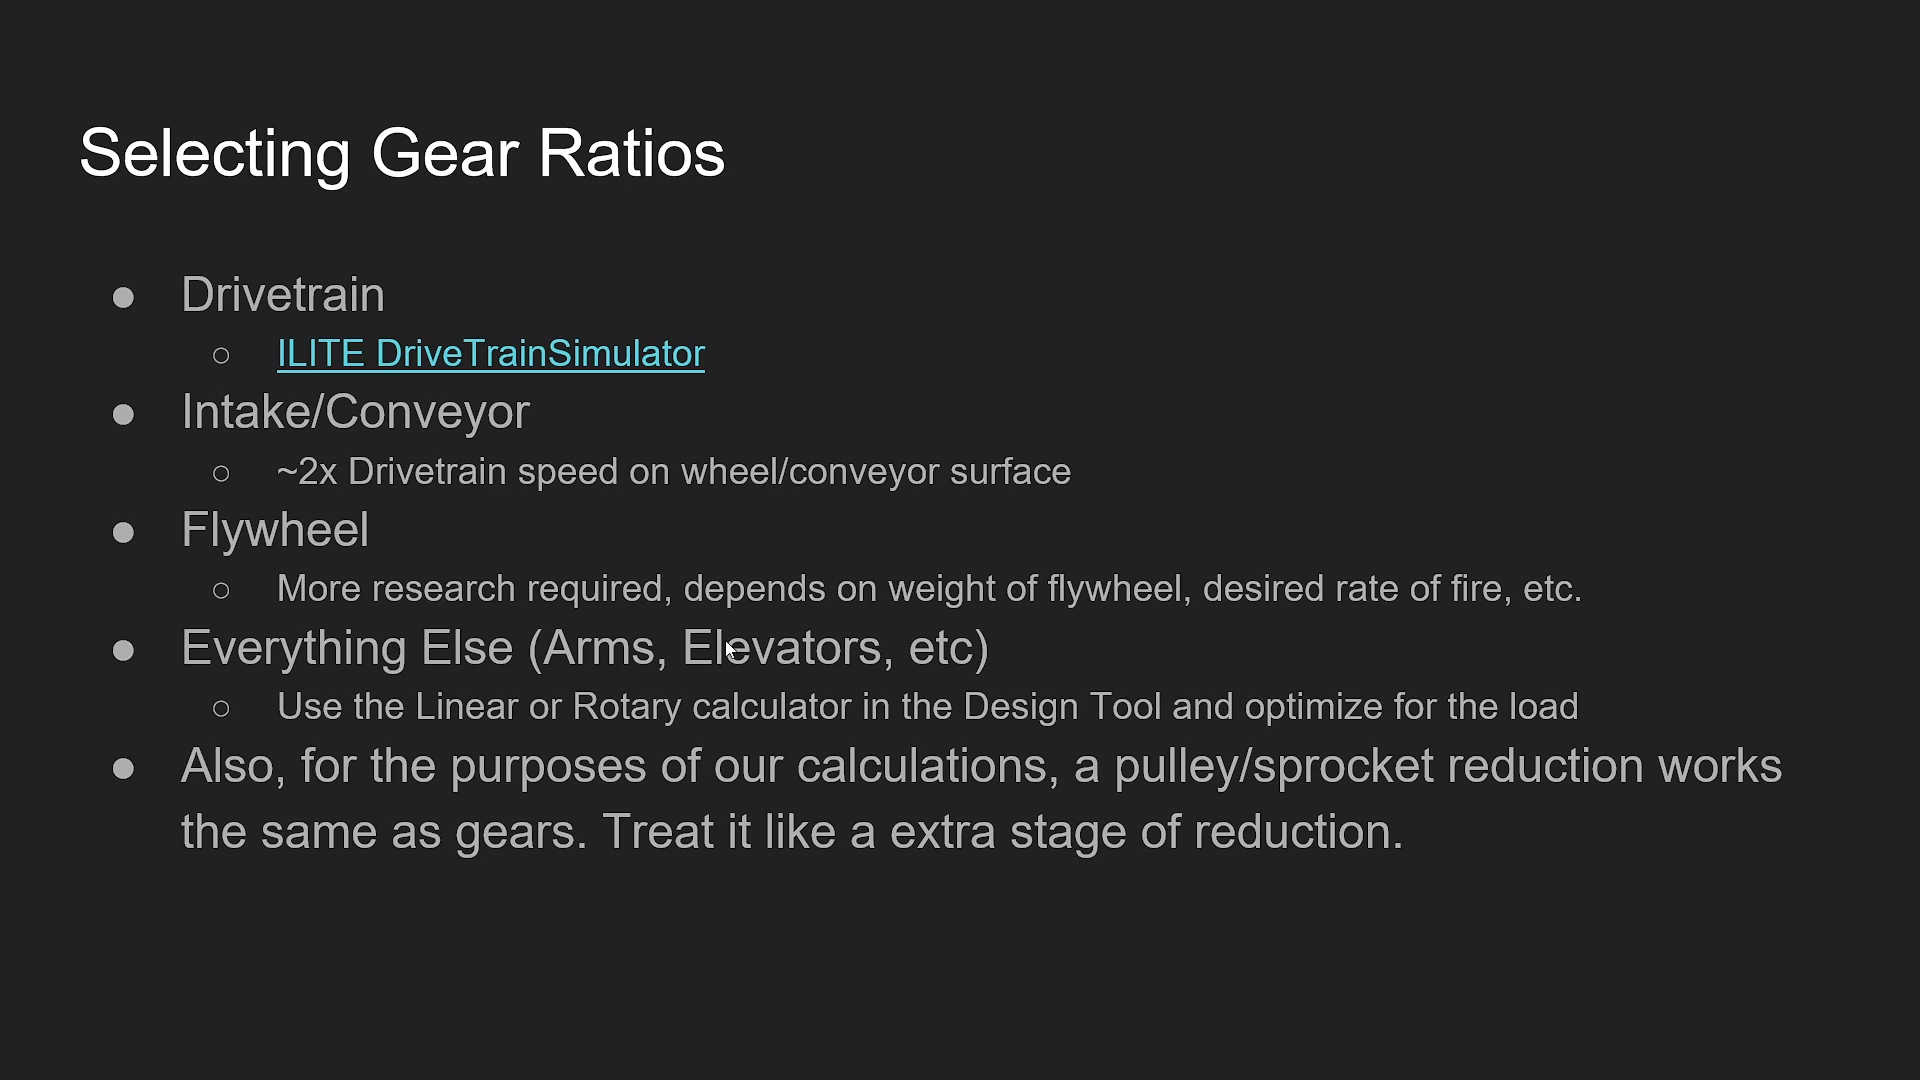 Selecting Gear Ratios
● Drivetrain
○ ILITE DriveTrainSimulator
● Intake/Conveyor
○ ~2x Drivetrain speed on wheel/conveyor surface
● Flywheel
○ More research required, depends on weight of flywheel, desired rate of fire, etc.
● Everything Else (Arms, Elevators, etc)
○ Use the Linear or Rotary calculator in the Design Tool and optimize for the load
● Also, for the purposes of our calculations, a pulley/sprocket reduction works
the same as gears. Treat it like a extra stage of reduction.